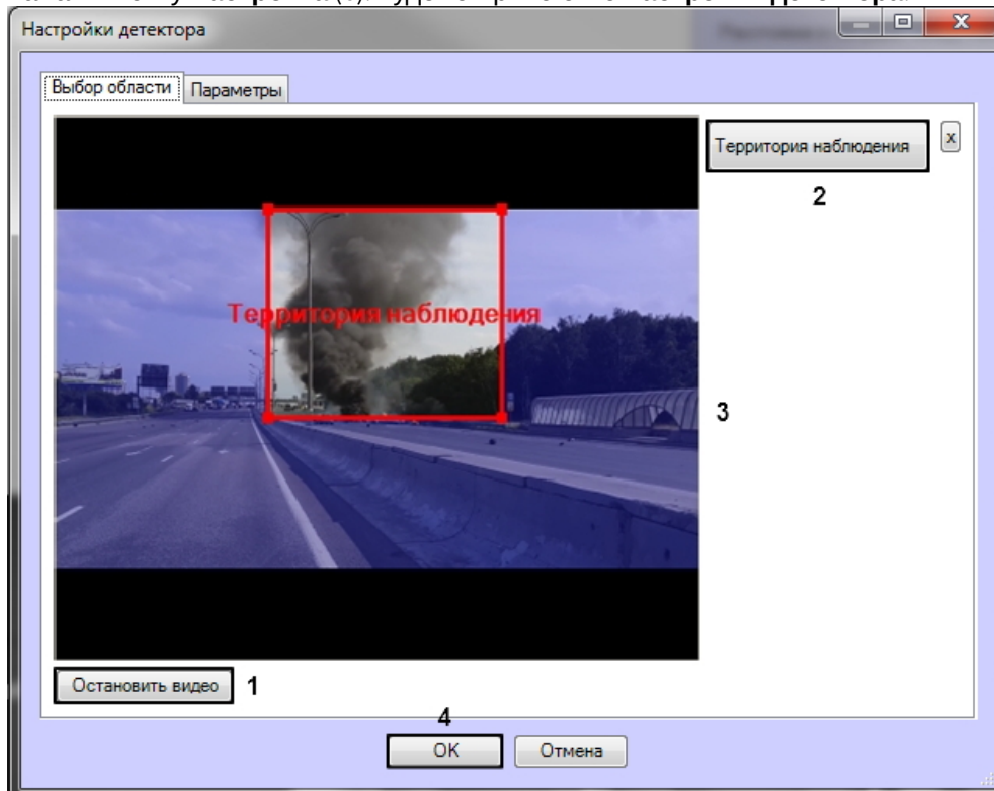 Настройки детектора
Выбор области Параметры
Территория наблюдения x
2
Территория наблюдения
3
Остановить видео 1
4
OK Отмена